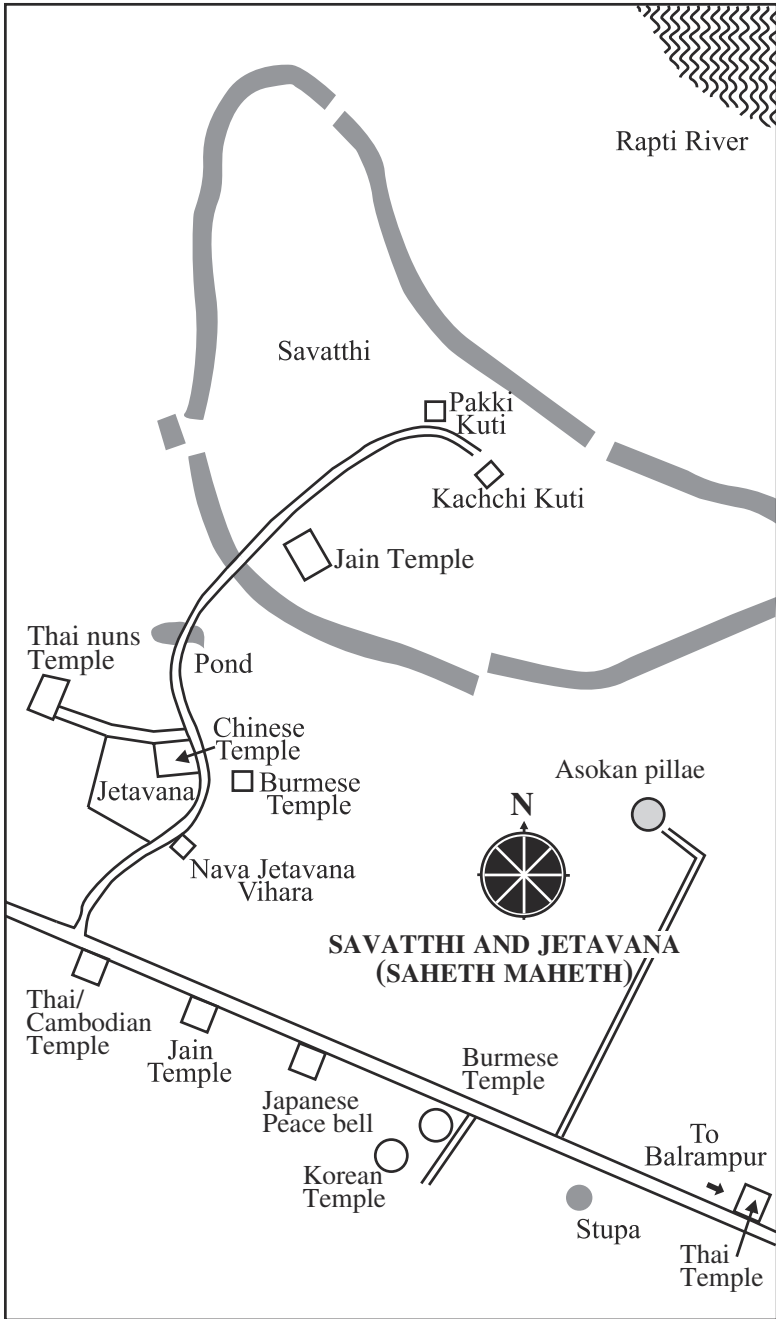 Rapti River
Savatthi
Pakki
Kuti
Kachchi Kuti
Jain Temple
Thai nuns
Temple
Pond
Chinese
Temple
Jetavana
Burmese
Temple
Asokan pillae
N
Nava Jetavana
Vihara
SAVATTHI AND JETAVANA
(SAHETH MAHETH)
Thai/
Cambodian
Temple
Jain
Temple
Japanese
Peace bell
Burmese
Temple
Korean
Temple
To
Balrampur
Stupa
Thai
Temple